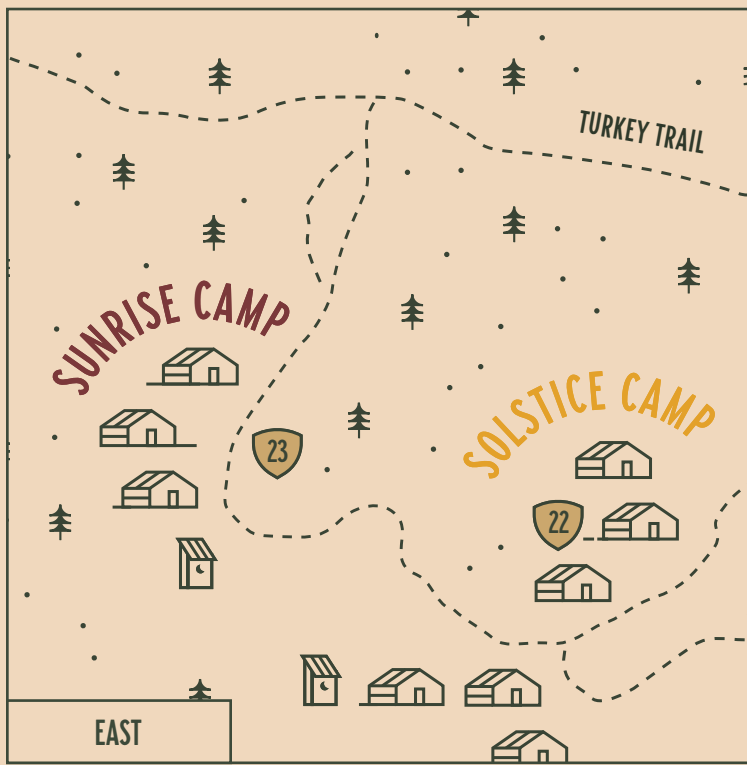 TURKEY TRAIL
SUNRISE CAMP
SOLSTICE CAMP
23
22
EAST